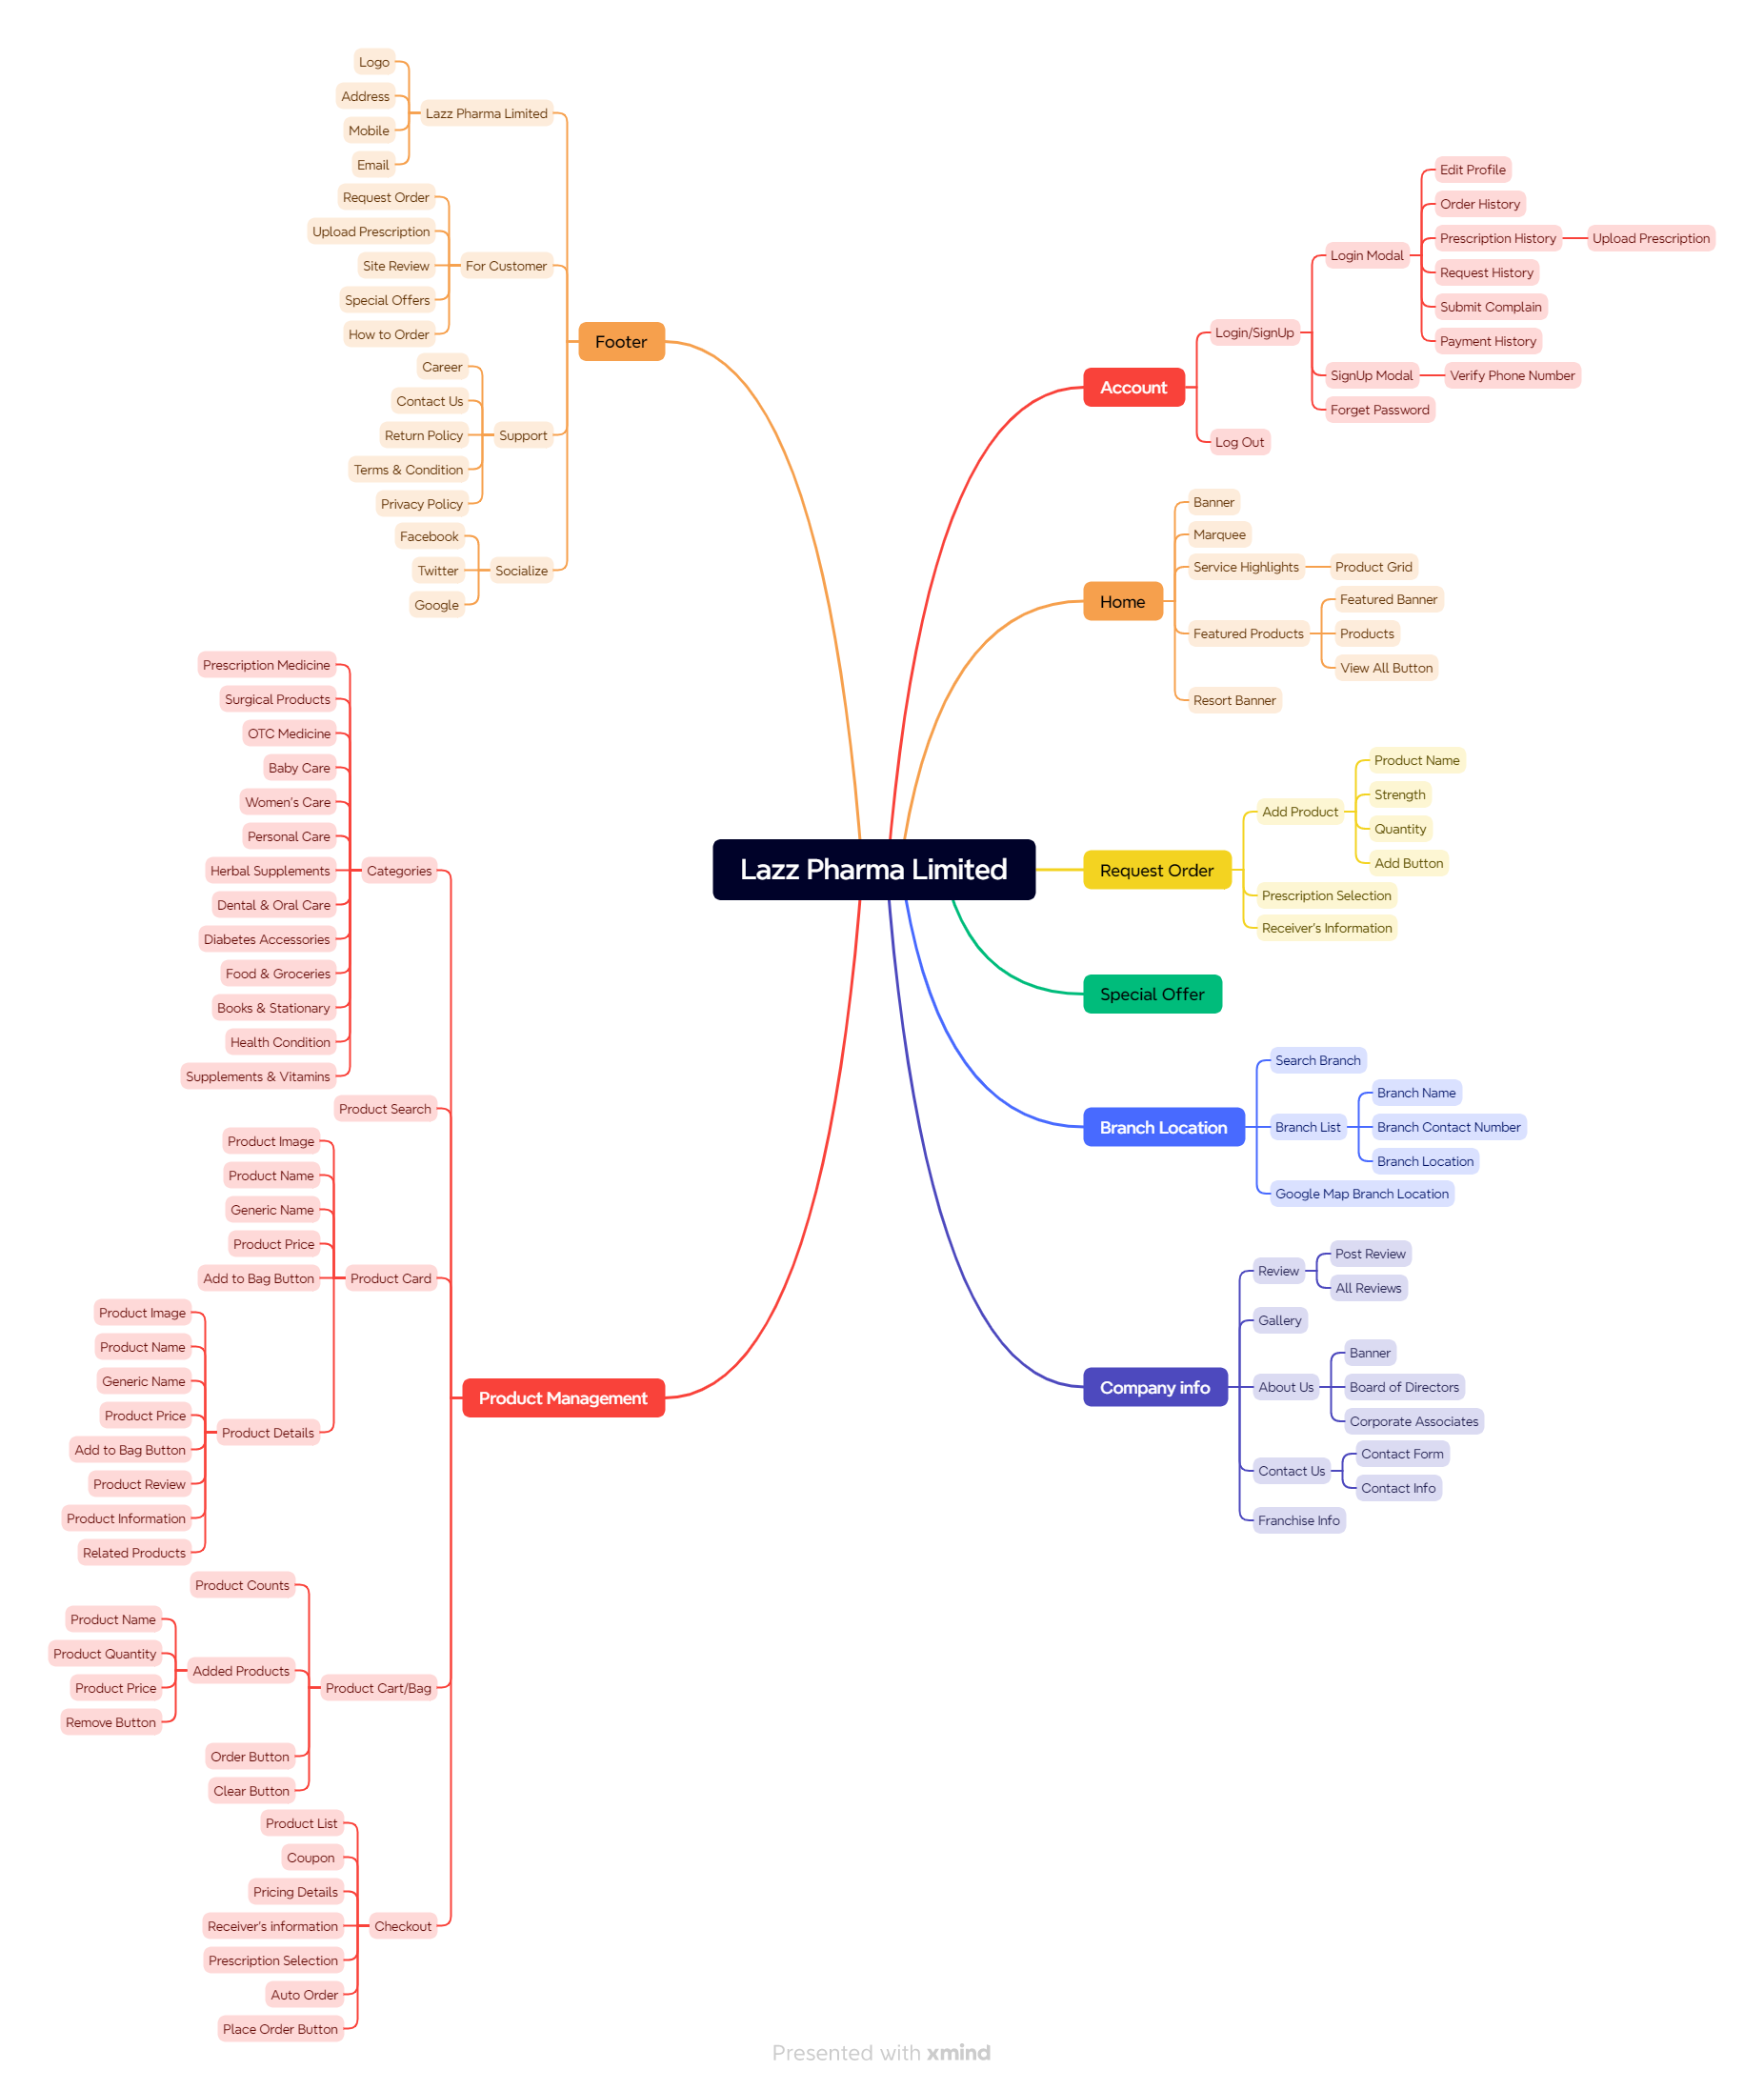 Lazz Pharma Limited
Account
Login/SignUp
Login Modal
Edit Profile
Order History
Prescription History
Upload Prescription
Request History
Submit Complain
Payment History
SignUp Modal
Verify Phone Number
Forget Password
Log Out
Home
Banner
Marquee
Service Highlights
Product Grid
Featured Products
Featured Banner
Products
View All Button
Resort Banner
Request Order
Add Product
Product Name
Strength
Quantity
Add Button
Prescription Selection
Receiver's Information
Special Offer
Branch Location
Search Branch
Branch List
Branch Name
Branch Contact Number
Branch Location
Google Map Branch Location
Company info
Review
Post Review
All Reviews
Gallery
About Us
Banner
Board of Directors
Corporate Associates
Contact Us
Contact Form
Contact Info
Franchise Info
Footer
Lazz Pharma Limited
Logo
Address
Mobile
Email
For Customer
Request Order
Upload Prescription
Site Review
Special Offers
How to Order
Support
Career
Contact Us
Return Policy
Terms & Condition
Privacy Policy
Socialize
Facebook
Twitter
Google
Product Management
Categories
Prescription Medicine
Surgical Products
OTC Medicine
Baby Care
Women's Care
Personal Care
Herbal Supplements
Dental & Oral Care
Diabetes Accessories
Food & Groceries
Books & Stationary
Health Condition
Supplements & Vitamins
Product Search
Product Card
Product Image
Product Name
Generic Name
Product Price
Add to Bag Button
Product Details
Product Image
Product Name
Generic Name
Product Price
Add to Bag Button
Product Review
Product Information
Related Products
Product Cart/Bag
Product Counts
Added Products
Product Name
Product Quantity
Product Price
Remove Button
Order Button
Clear Button
Checkout
Product List
Coupon
Pricing Details
Receiver's information
Prescription Selection
Auto Order
Place Order Button
Presented with xmind